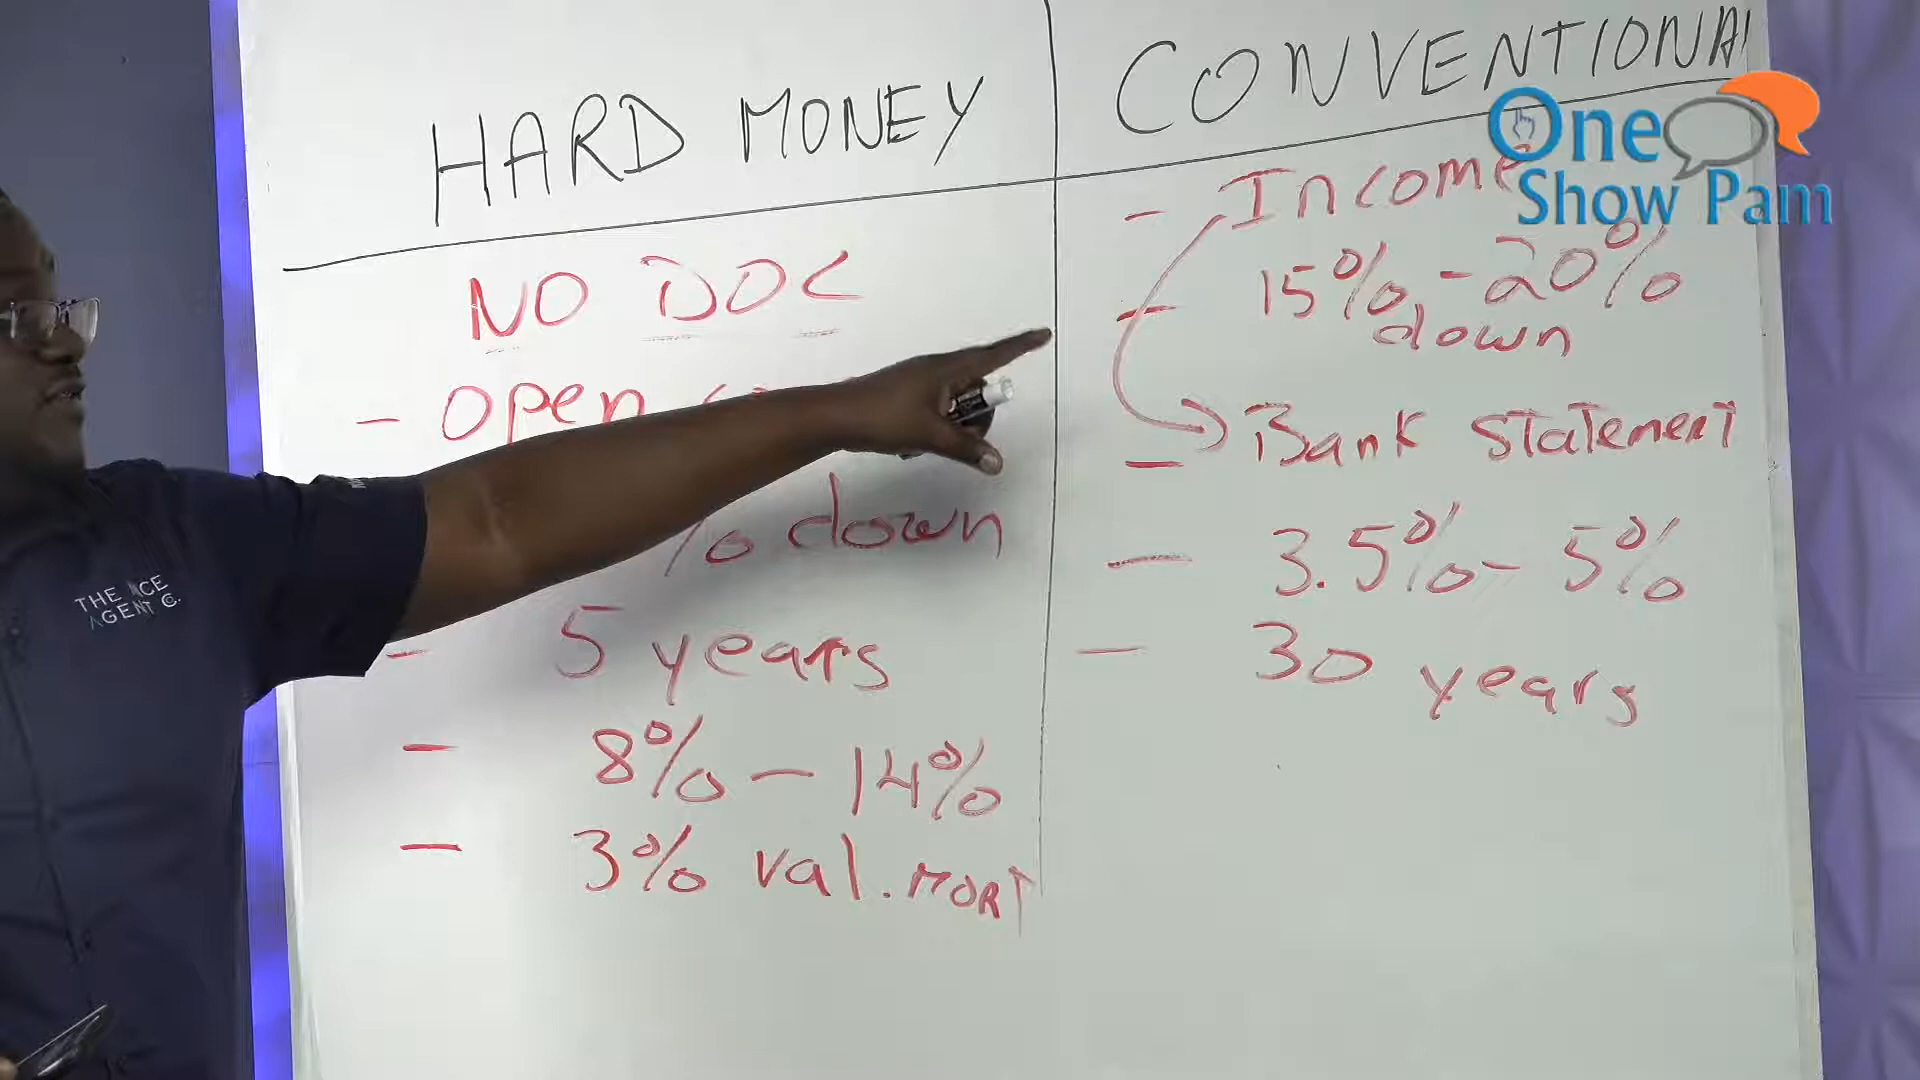 HARD MONEY
NO DOC
- open
% down
- 5 years
- 8% - 14%
- 3% val. MORT
CONVENTIONAL
- Income
- 15% - 20%
down
- Bank statement
- 3.5% - 5%
- 30 years
One
Show Pam
THE ACE
AGENT C.